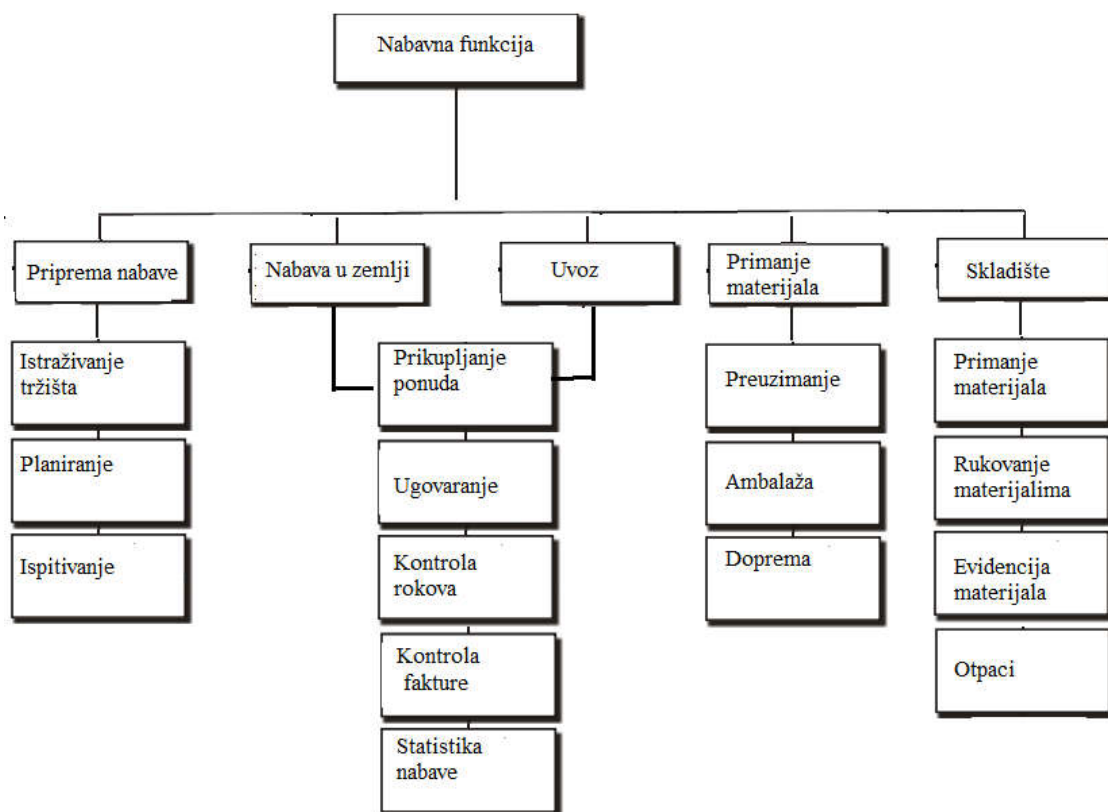 Nabavna funkcija
Priprema nabave
Nabava u zemlji
Uvoz
Primanje
materijala
Skladište
Istraživanje
tržišta
Planiranje
Ispitivanje
Prikupljanje
ponuda
Ugovaranje
Kontrola
rokova
Kontrola
fakture
Statistika
nabave
Preuzimanje
Ambalaža
Doprema
Primanje
materijala
Rukovanje
materijalima
Evidencija
materijala
Otpaci